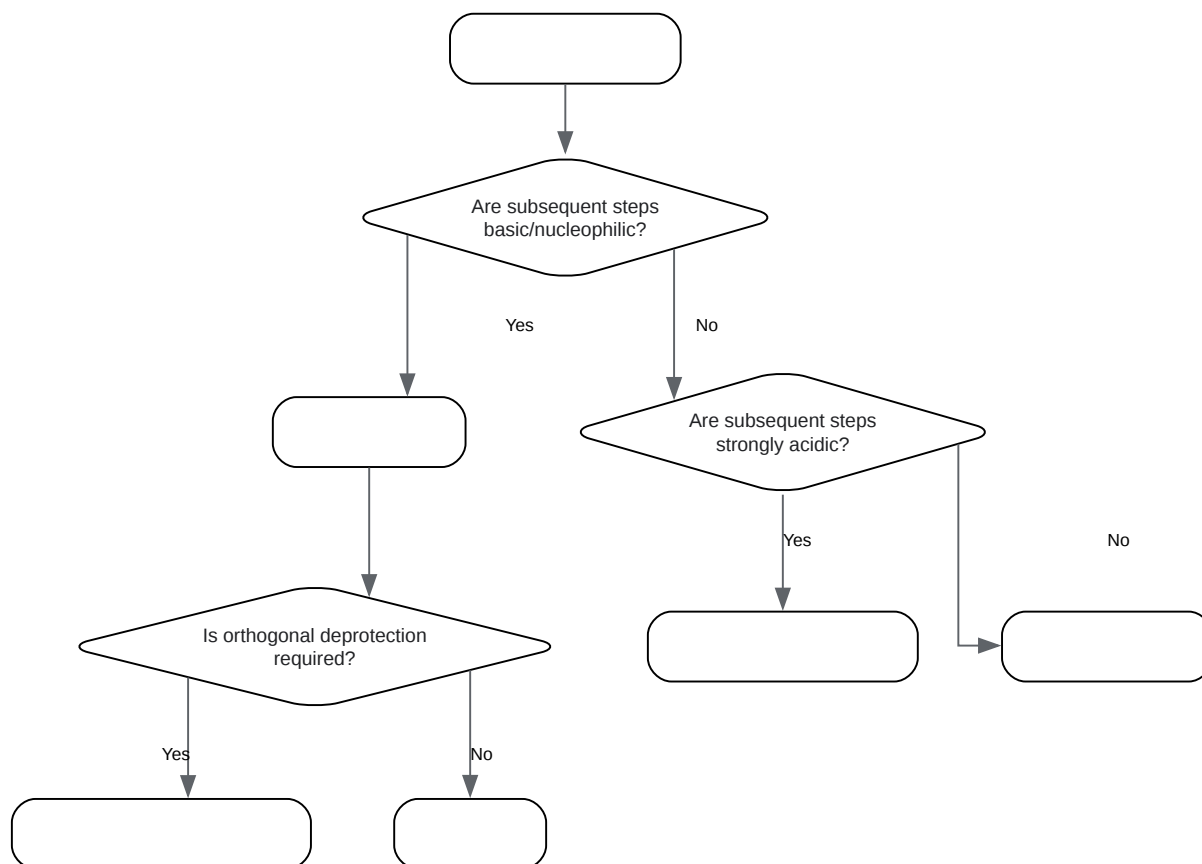 Are subsequent steps
basic/nucleophilic?
Yes
No
Are subsequent steps
strongly acidic?
Yes
No
Is orthogonal deprotection
required?
Yes
No